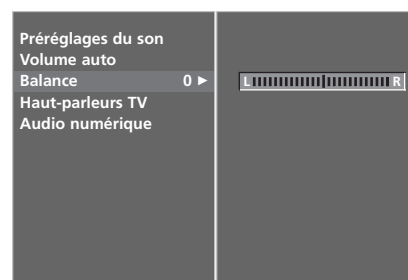 Préréglages du son
Volume auto
Balance 0 ►
L R
Haut-parleurs TV
Audio numérique